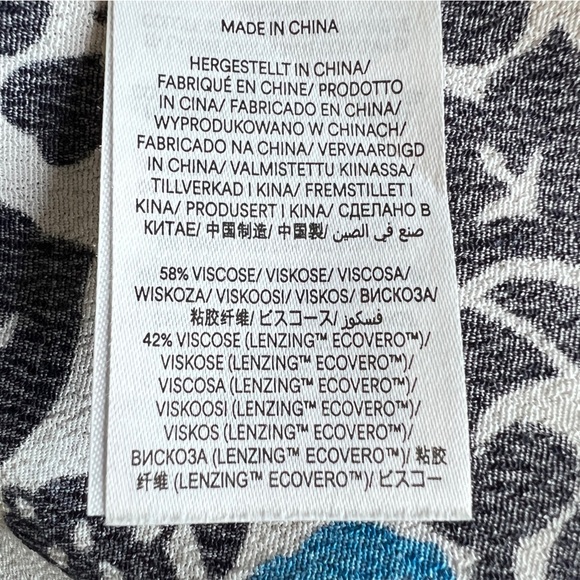 MADE IN CHINA
HERGESTELLT IN CHINA/
FABRIQUÉ EN CHINE/ PRODOTTO
IN CINA/ FABRICADO EN CHINA/
WYPRODUKOWANO W CHINACH/
FABRICADO NA CHINA/ VERVAARDIGD
IN CHINA/ VALMISTETTU KIINASSA/
TILLVERKAD I KINA/ FREMSTILLET I
KINA/ PRODUSERT I KINA/ СДЕЛАНО В
КИТАЕ/ 中国制造/ 中国製/ صنع في الصين
58% VISCOSE/ VISKOSE/ VISCOSA/
WISKOZA/ VISKOOSI/ VISKOS/ ВИСКОЗА/
粘胶纤维/ ビスコース/ فسكوز/
42% VISCOSE (LENZING™ ECOVERO™)/
VISKOSE (LENZING™ ECOVERO™)/
VISCOSA (LENZING™ ECOVERO™)/
VISKOOSI (LENZING™ ECOVERO™)/
VISKOS (LENZING™ ECOVERO™)/
ВИСКОЗА (LENZING™ ECOVERO™)/ 粘胶
纤维 (LENZING™ ECOVERO™)/ ビスコー